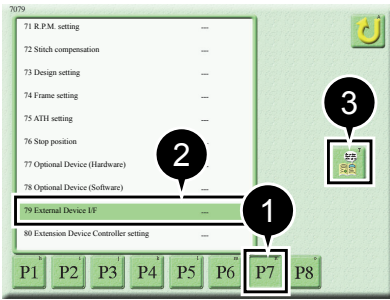 7079
71 R.P.M. setting ---
72 Stitch compensation ---
73 Design setting ---
74 Frame setting ---
75 ATH setting ---
76 Stop position
77 Optional Device (Hardware)
78 Optional Device (Software)
79 External Device I/F ---
80 Extension Device Controller setting ---
2
1
3
P1 P2 P3 P4 P5 P6 P7 P8